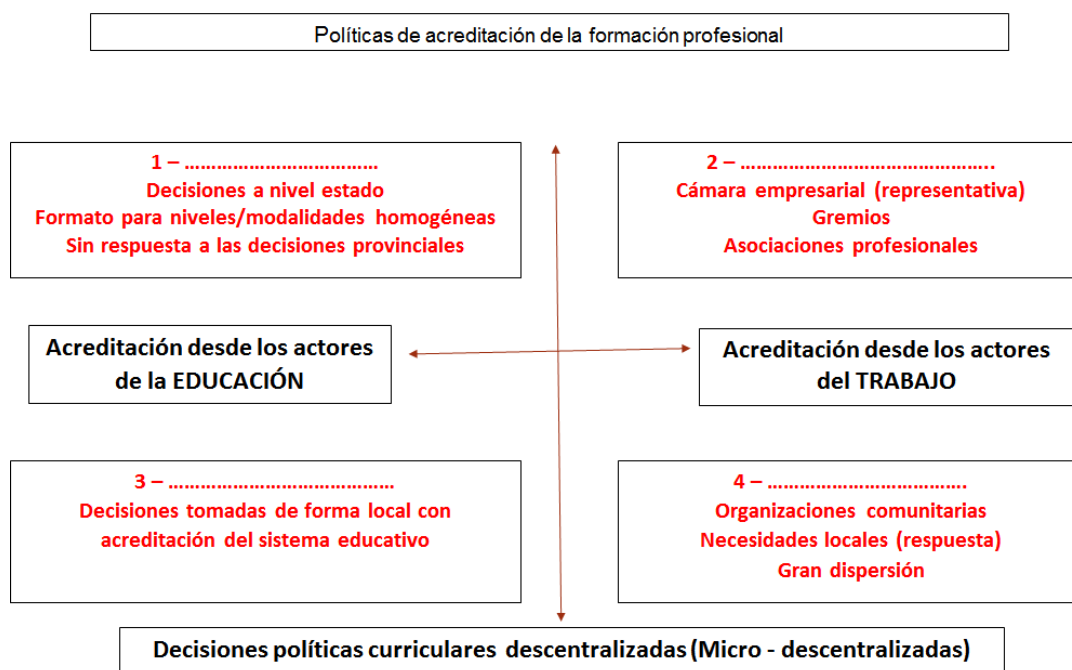 Políticas de acreditación de la formación profesional
1 – ……………………………
Decisiones a nivel estado
Formato para niveles/modalidades homogéneas
Sin respuesta a las decisiones provinciales
2 – ………………………………….
Cámara empresarial (representativa)
Gremios
Asociaciones profesionales
Acreditación desde los actores
de la EDUCACIÓN
Acreditación desde los actores
del TRABAJO
3 – …………………………………
Decisiones tomadas de forma local con
acreditación del sistema educativo
4 – …………………………….
Organizaciones comunitarias
Necesidades locales (respuesta)
Gran dispersión
Decisiones políticas curriculares descentralizadas (Micro - descentralizadas)